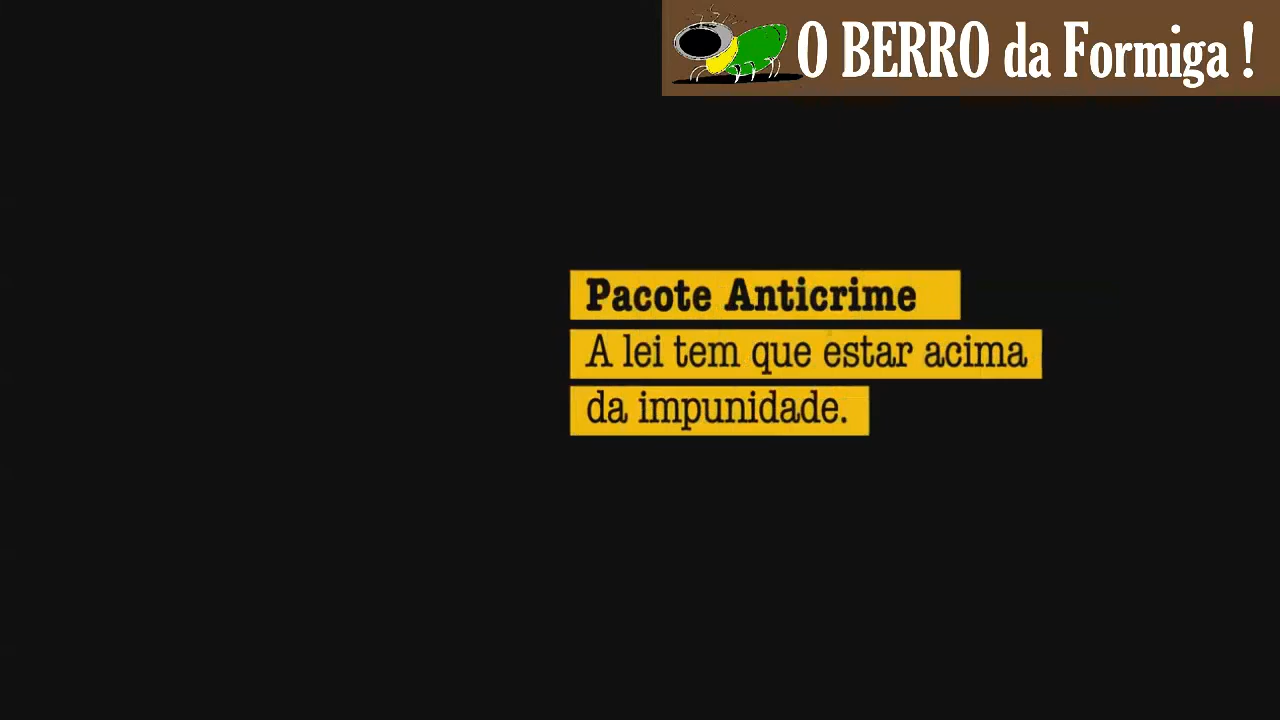 O BERRO da Formiga !
Pacote Anticrime
A lei tem que estar acima
da impunidade.